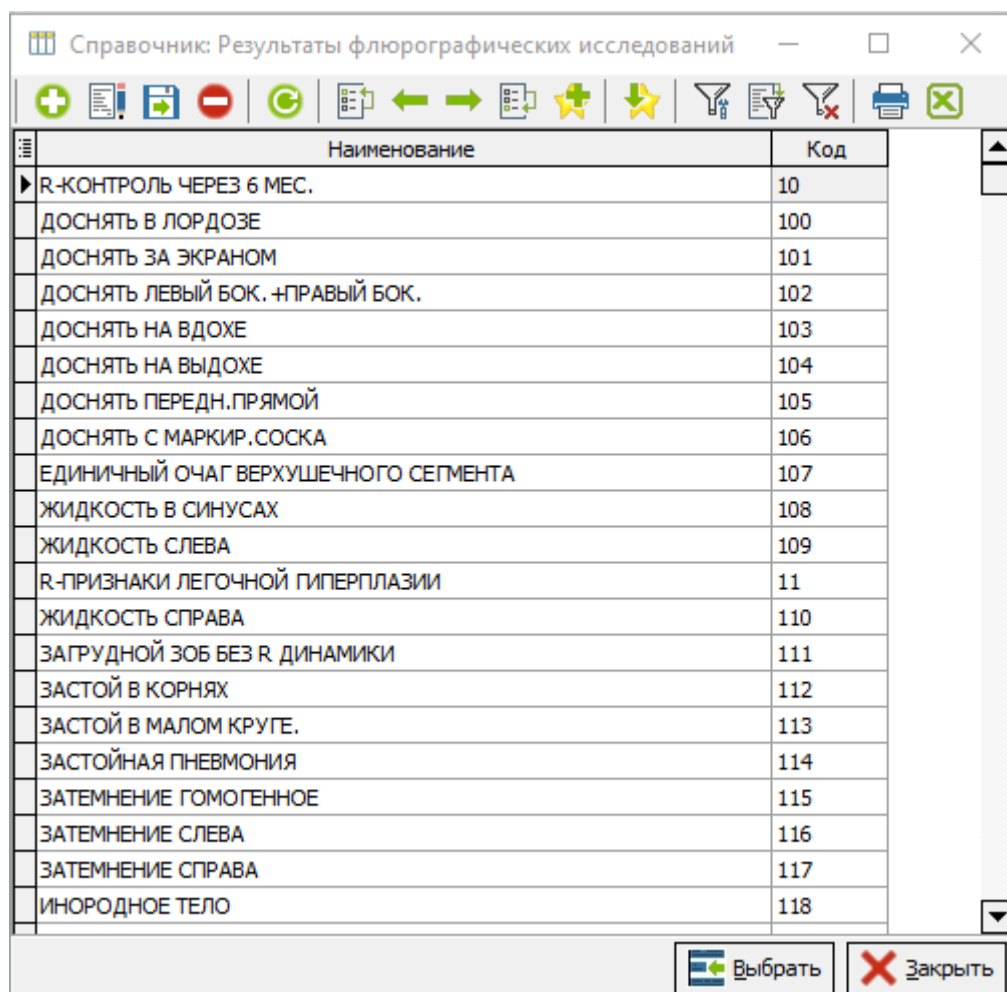 Справочник: Результаты флюрографических исследований
Наименование Код
R-КОНТРОЛЬ ЧЕРЕЗ 6 МЕС. 10
ДОСНЯТЬ В ЛОРДОЗЕ 100
ДОСНЯТЬ ЗА ЭКРАНОМ 101
ДОСНЯТЬ ЛЕВЫЙ БОК.+ПРАВЫЙ БОК. 102
ДОСНЯТЬ НА ВДОХЕ 103
ДОСНЯТЬ НА ВЫДОХЕ 104
ДОСНЯТЬ ПЕРЕДН.ПРЯМОЙ 105
ДОСНЯТЬ С МАРКИР.СОСКА 106
ЕДИНИЧНЫЙ ОЧАГ ВЕРХУШЕЧНОГО СЕГМЕНТА 107
ЖИДКОСТЬ В СИНУСАХ 108
ЖИДКОСТЬ СЛЕВА 109
R-ПРИЗНАКИ ЛЕГОЧНОЙ ГИПЕРПЛАЗИИ 11
ЖИДКОСТЬ СПРАВА 110
ЗАГРУДНОЙ ЗОБ БЕЗ R ДИНАМИКИ 111
ЗАСТОЙ В КОРНЯХ 112
ЗАСТОЙ В МАЛОМ КРУГЕ. 113
ЗАСТОЙНАЯ ПНЕВМОНИЯ 114
ЗАТЕМНЕНИЕ ГОМОГЕННОЕ 115
ЗАТЕМНЕНИЕ СЛЕВА 116
ЗАТЕМНЕНИЕ СПРАВА 117
ИНОРОДНОЕ ТЕЛО 118
Выбрать Закрыть